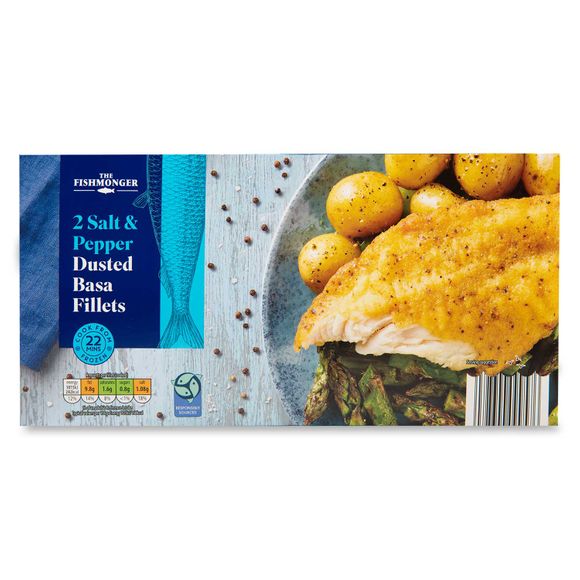 THE
FISHMONGER
2 Salt &
Pepper
Dusted
Basa
Fillets
COOK FROM
22
MINS
FROZEN
energy fat saturates sugars salt
9.8g 1.6g 0.8g 1.08g
12% 14% 8% <1% 18%
RESPONSIBLY
SOURCED